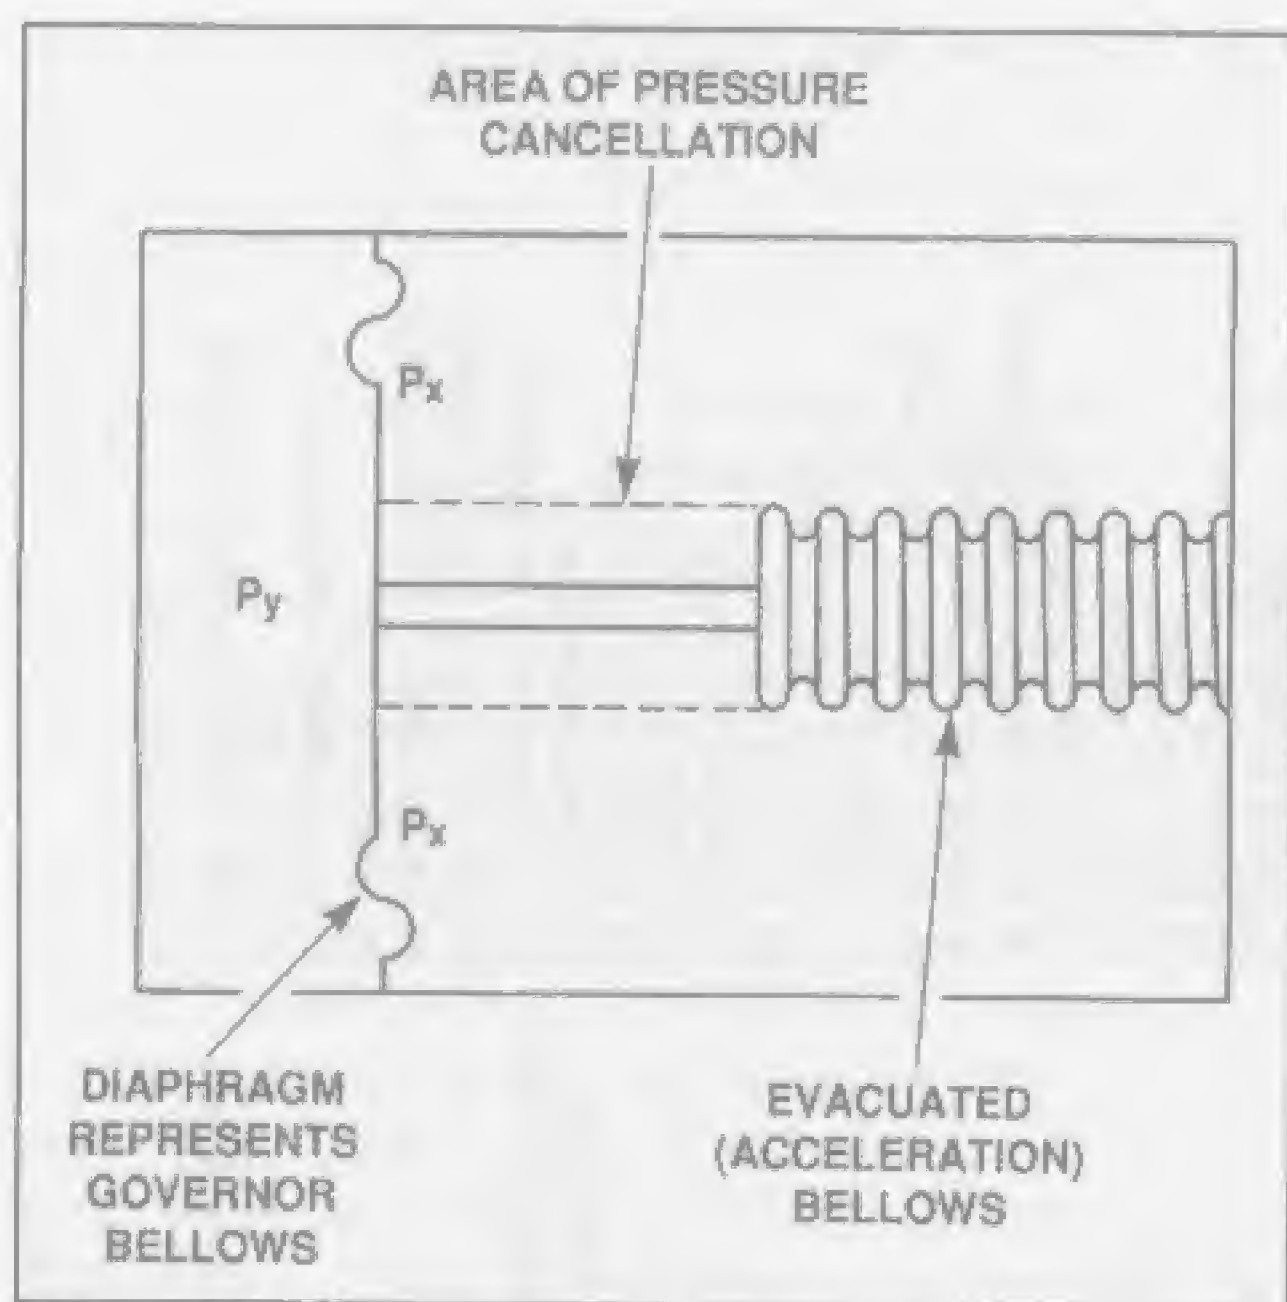 AREA OF PRESSURE
CANCELLATION
Px
Py
Px
DIAPHRAGM
REPRESENTS
GOVERNOR
BELLOWS
EVACUATED
(ACCELERATION)
BELLOWS